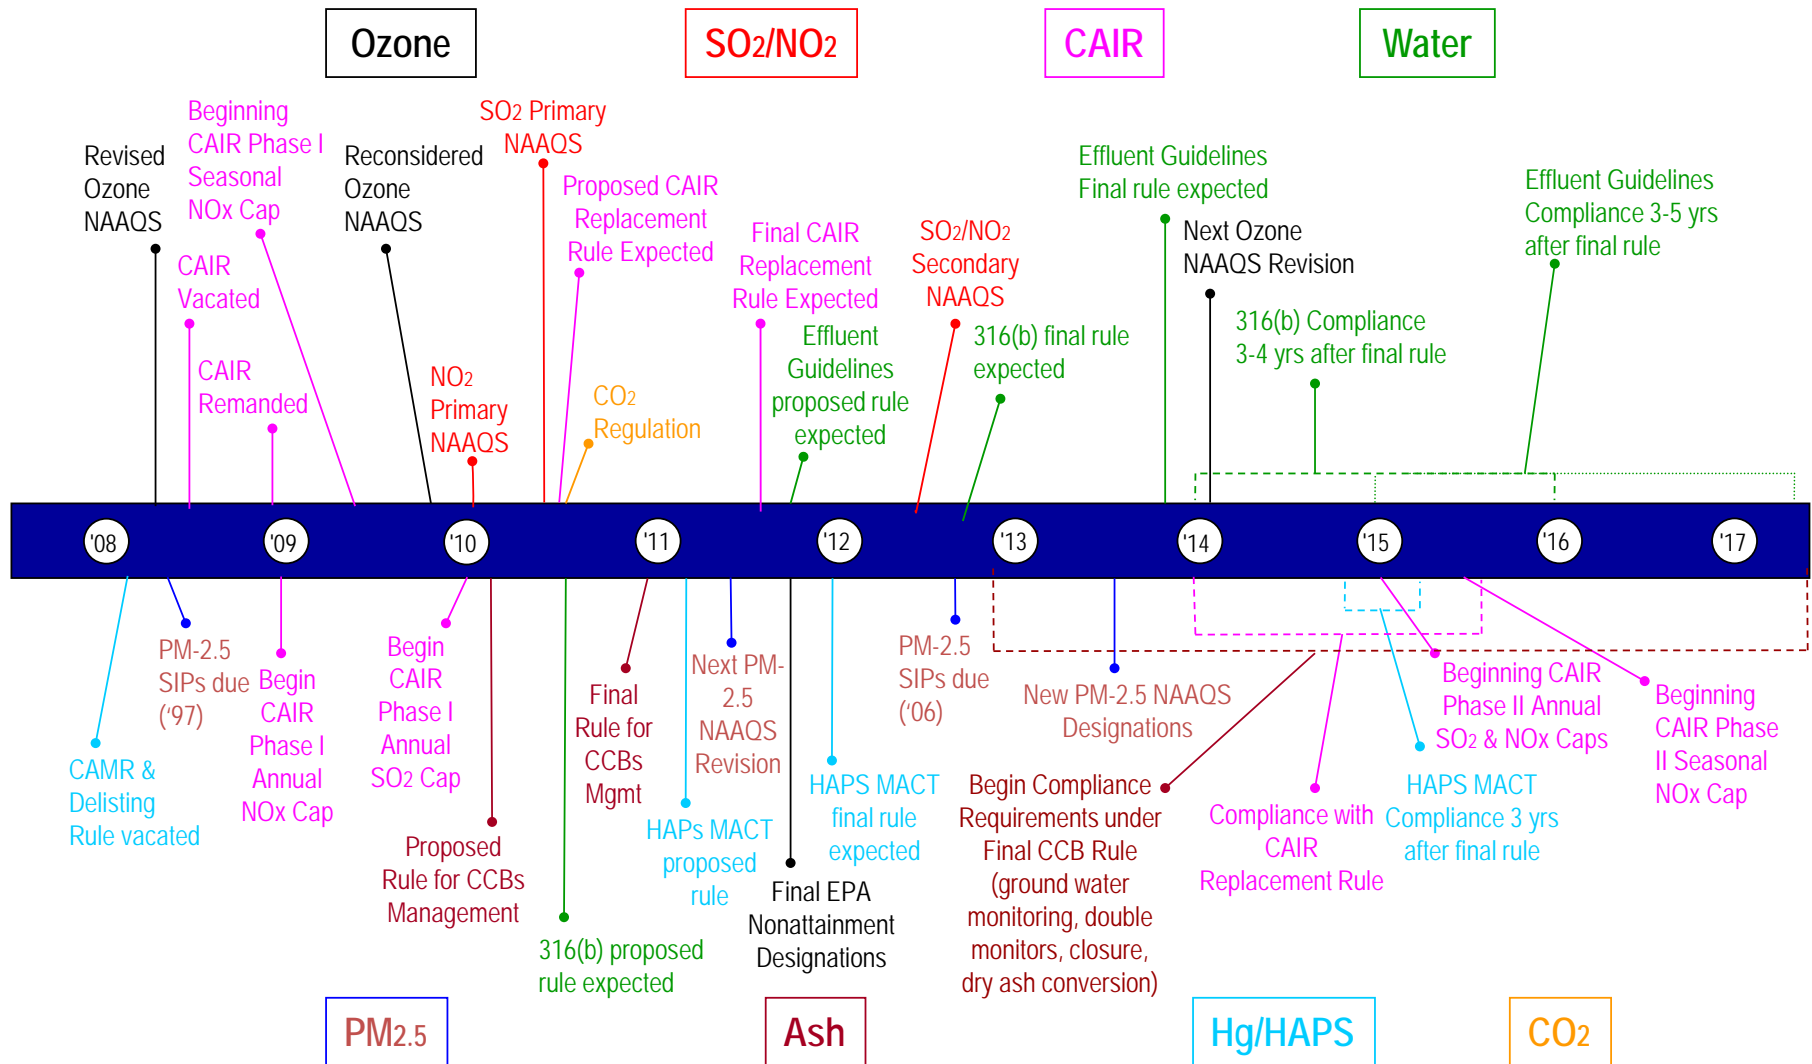 Ozone
SO2/NO2
CAIR
Water
Revised
Ozone
NAAQS
Beginning
CAIR Phase I
Seasonal
NOx Cap
CAIR
Vacated
CAIR
Remanded
Reconsidered
Ozone
NAAQS
NO2
Primary
NAAQS
SO2 Primary
NAAQS
Proposed CAIR
Replacement
Rule Expected
CO2
Regulation
Final CAIR
Replacement
Rule Expected
Effluent
Guidelines
proposed rule
expected
SO2/NO2
Secondary
NAAQS
316(b) final rule
expected
Effluent Guidelines
Final rule expected
Next Ozone
NAAQS Revision
316(b) Compliance
3-4 yrs after final rule
Effluent Guidelines
Compliance 3-5 yrs
after final rule
'08
'09
'10
'11
'12
'13
'14
'15
'16
'17
CAMR &
Delisting
Rule vacated
PM-2.5
SIPs due
('97)
Begin
CAIR
Phase I
Annual
NOx Cap
Begin
CAIR
Phase I
Annual
SO2 Cap
Proposed
Rule for CCBs
Management
316(b) proposed
rule expected
Final
Rule for
CCBs
Mgmt
HAPs MACT
proposed
rule
Next PM-
2.5
NAAQS
Revision
Final EPA
Nonattainment
Designations
HAPS MACT
final rule
expected
PM-2.5
SIPs due
('06)
New PM-2.5 NAAQS
Designations
Begin Compliance
Requirements under
Final CCB Rule
(ground water
monitoring, double
monitors, closure,
dry ash conversion)
Compliance with
CAIR
Replacement Rule
Beginning CAIR
Phase II Annual
SO2 & NOx Caps
HAPS MACT
Compliance 3 yrs
after final rule
Beginning
CAIR Phase
II Seasonal
NOx Cap
PM2.5
Ash
Hg/HAPS
CO2